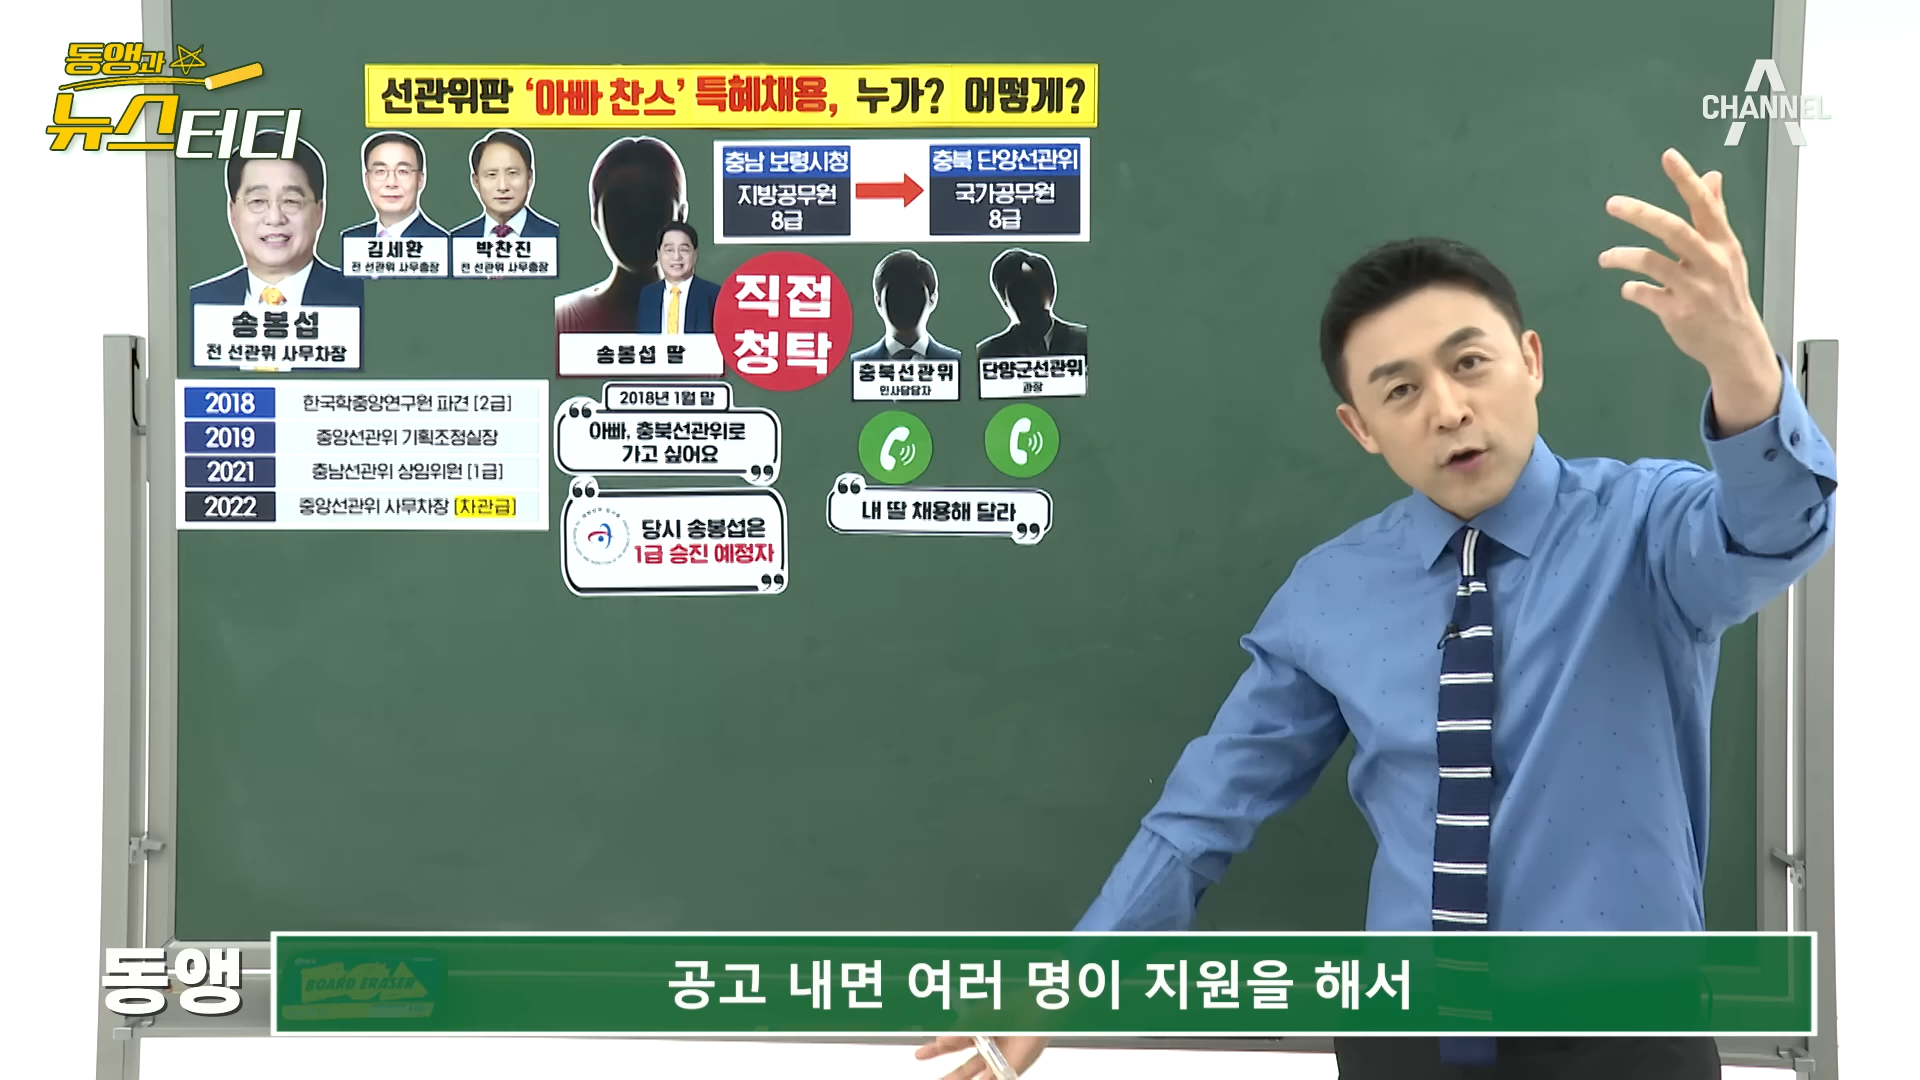 동앵과
뉴스터디
CHANNEL A
선관위판 ‘아빠 찬스’ 특혜채용, 누가? 어떻게?
김세환
전 선관위 사무총장
박찬진
전 선관위 사무총장
송봉섭
전 선관위 사무차장
2018 한국학중앙연구원 파견 [2급]
2019 중앙선관위 기획조정실장
2021 충남선관위 상임위원 [1급]
2022 중앙선관위 사무차장 [차관급]
송봉섭 딸
충남 보령시청
지방공무원
8급
충북 단양선관위
국가공무원
8급
직접
청탁
충북선관위
인사담당자
단양군선관위
과장
2018년 1월 말
“아빠, 충북선관위로
가고 싶어요”
“당시 송봉섭은
1급 승진 예정자”
“내 딸 채용해 달라”
동앵
BOARD ERASER
공고 내면 여러 명이 지원을 해서